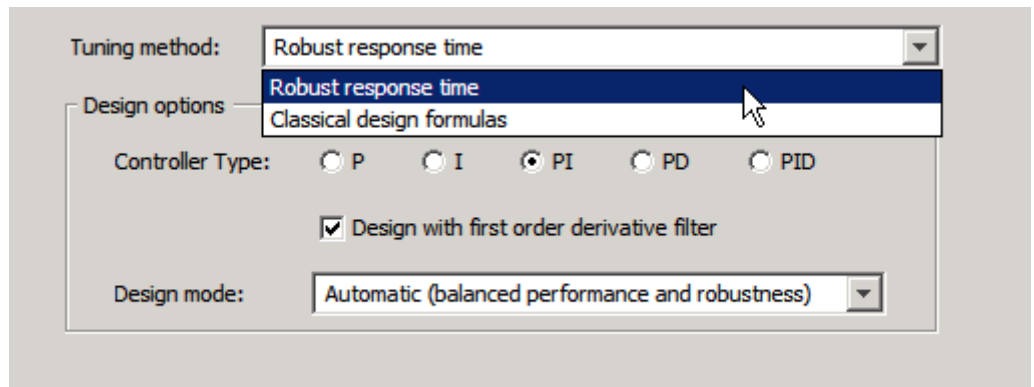 Tuning method: Robust response time
Robust response time
Design options
Classical design formulas
Controller Type: P I PI PD PID
Design with first order derivative filter
Design mode: Automatic (balanced performance and robustness)